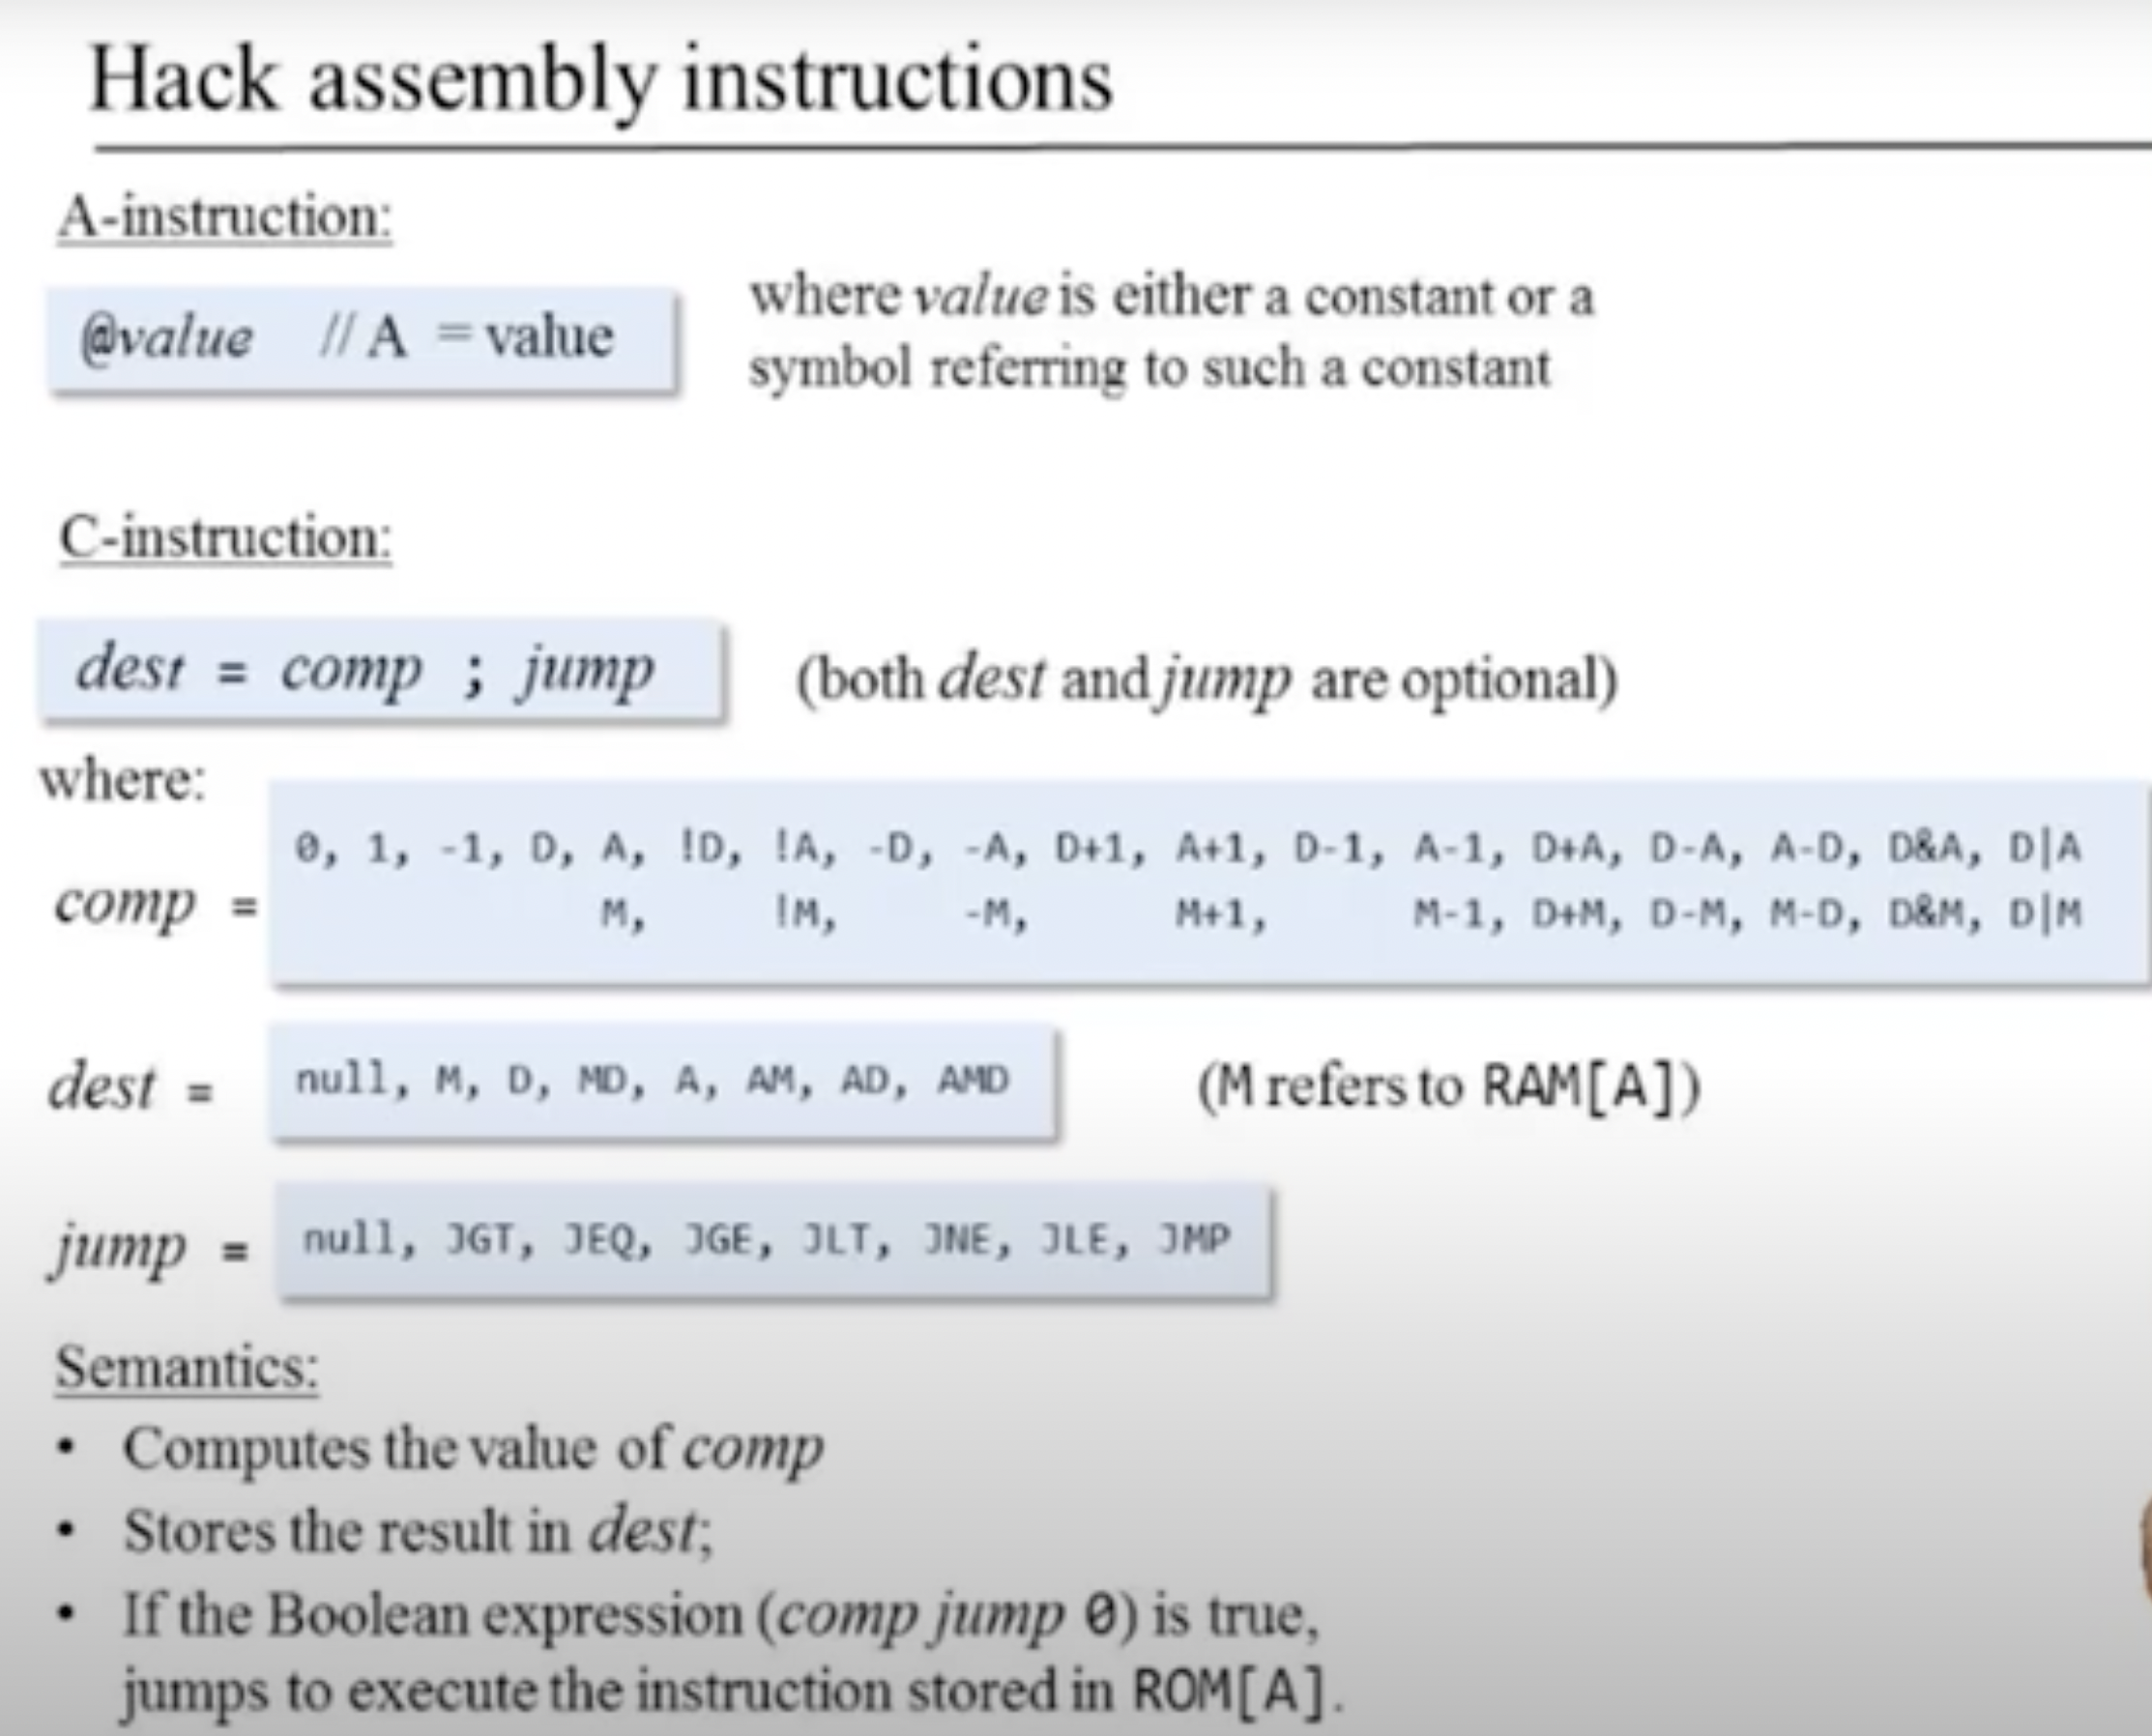 Hack assembly instructions
A-instruction:
@value // A = value
where value is either a constant or a
symbol referring to such a constant
C-instruction:
dest = comp ; jump
(both dest and jump are optional)
where:
comp =
0, 1, -1, D, A, !D, !A, -D, -A, D+1, A+1, D-1, A-1, D+A, D-A, A-D, D&A, D|A
M, !M, -M, M+1, M-1, D+M, D-M, M-D, D&M, D|M
dest =
null, M, D, MD, A, AM, AD, AMD
(M refers to RAM[A])
jump =
null, JGT, JEQ, JGE, JLT, JNE, JLE, JMP
Semantics:
• Computes the value of comp
• Stores the result in dest;
• If the Boolean expression (comp jump 0) is true,
jumps to execute the instruction stored in ROM[A].